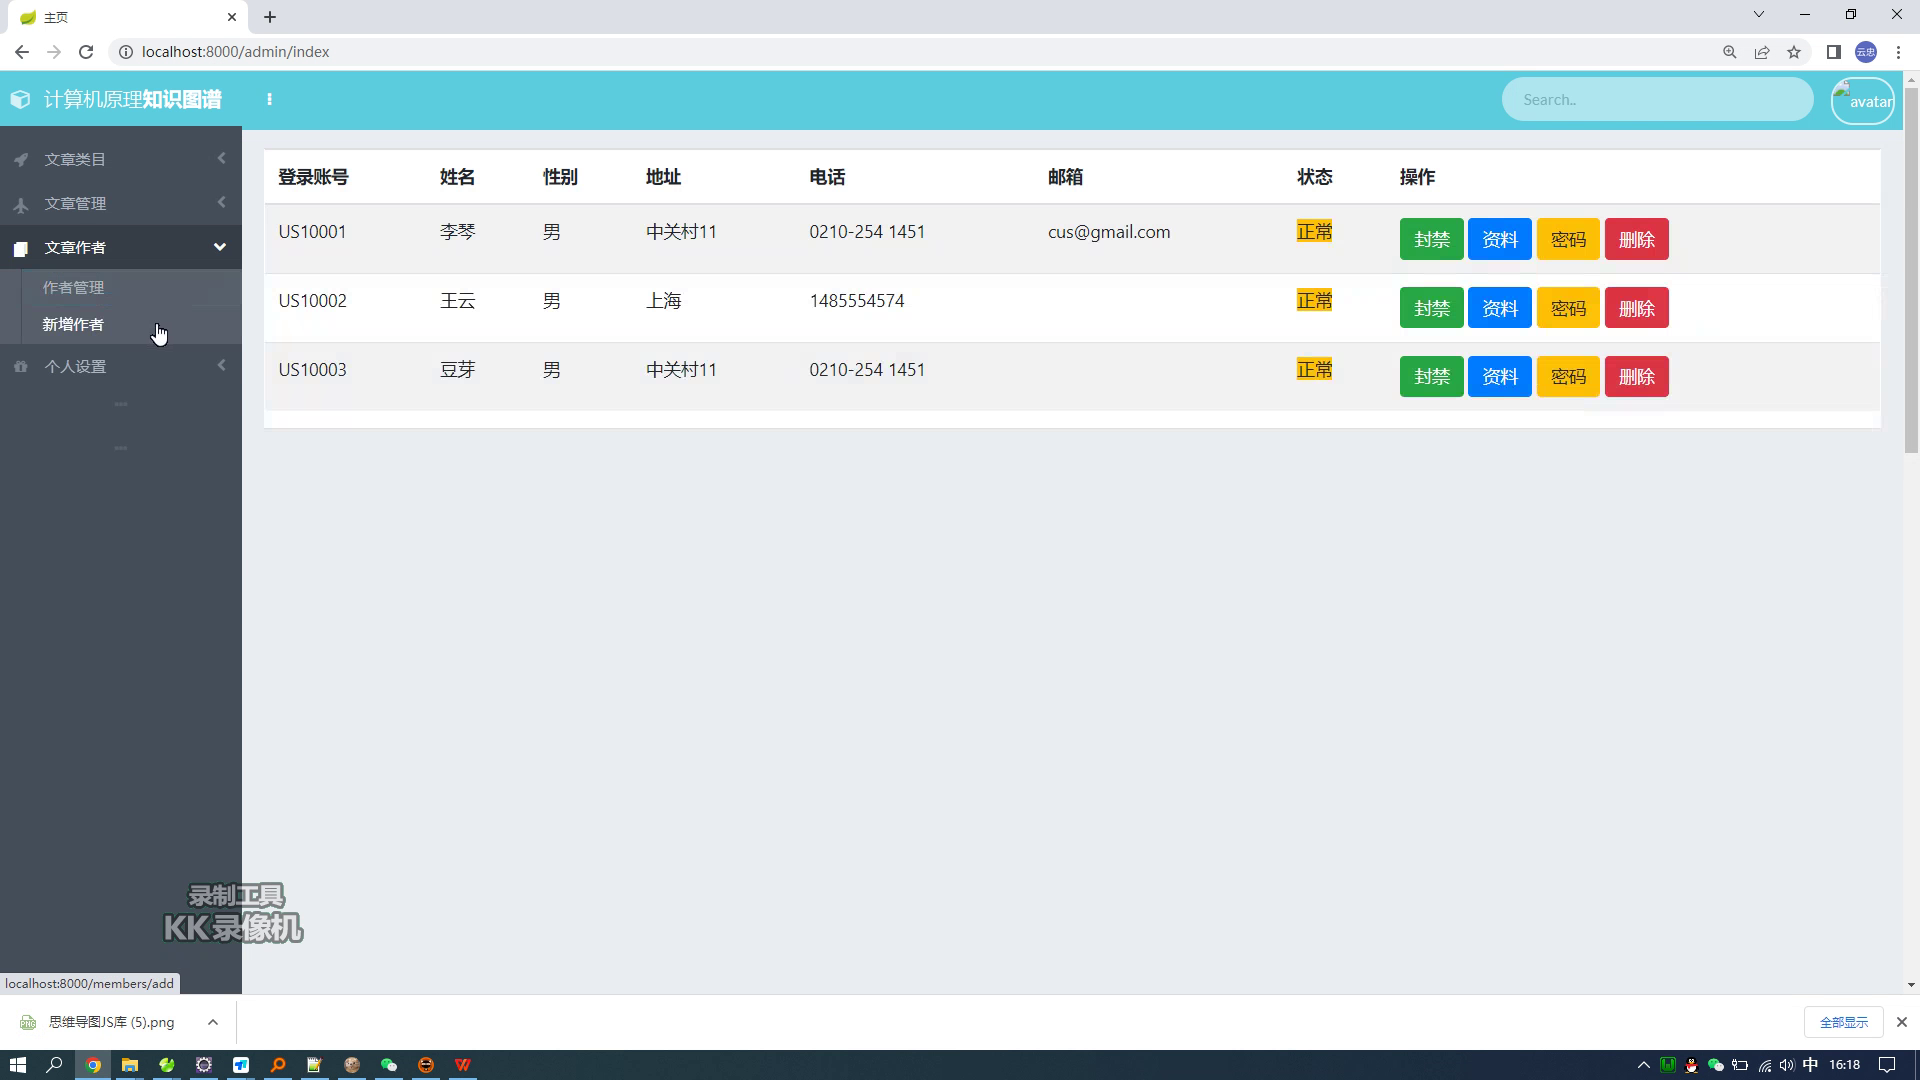 主页
localhost:8000/admin/index
云忠
计算机原理知识图谱
Search..
avatar
文章类目
文章管理
文章作者
作者管理
新增作者
个人设置
登录账号 姓名 性别 地址 电话 邮箱 状态 操作
US10001 李琴 男 中关村11 0210-254 1451 cus@gmail.com 正常 封禁 资料 密码 删除
US10002 王云 男 上海 1485554574 正常 封禁 资料 密码 删除
US10003 豆芽 男 中关村11 0210-254 1451 正常 封禁 资料 密码 删除
录制工具
KK录像机
localhost:8000/members/add
思维导图JS库 (5).png
全部显示
中 16:18